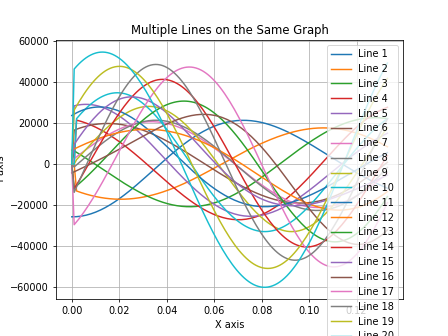 Multiple Lines on the Same Graph
60000
40000
20000
0
−20000
−40000
−60000
0.00
0.02
0.04
0.06
0.08
0.10
X axis
Line 1
Line 2
Line 3
Line 4
Line 5
Line 6
Line 7
Line 8
Line 9
Line 10
Line 11
Line 12
Line 13
Line 14
Line 15
Line 16
Line 17
Line 18
Line 19
Line 20